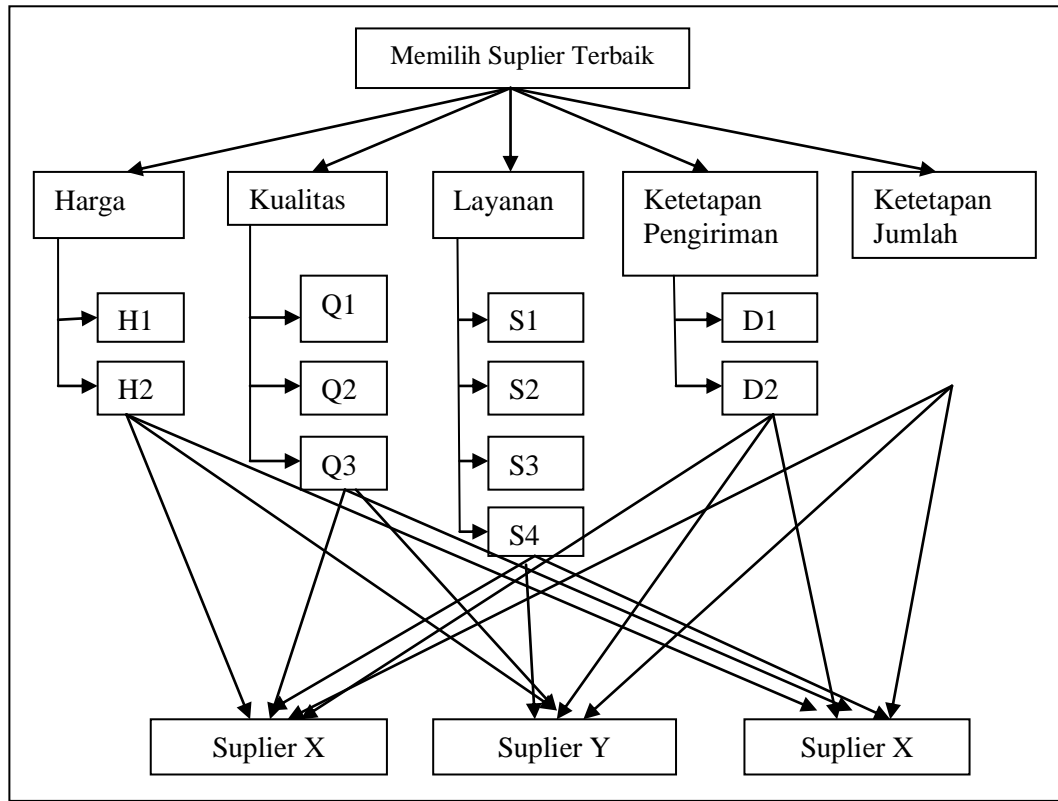 Memilih Suplier Terbaik
Harga
Kualitas
Layanan
Ketetapan
Pengiriman
Ketetapan
Jumlah
H1
Q1
S1
D1
H2
Q2
S2
D2
Q3
S3
S4
Suplier X
Suplier Y
Suplier X